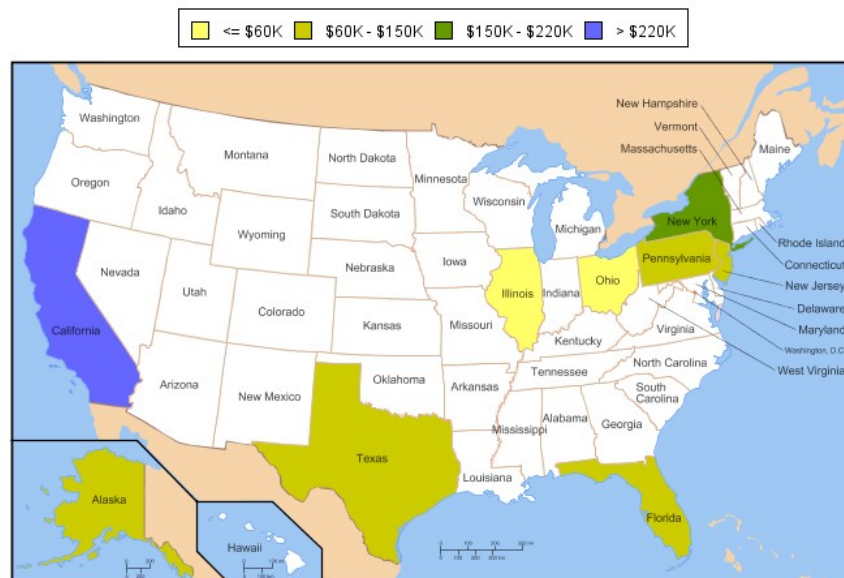 <= $60K $60K - $150K $150K - $220K > $220K
New Hampshire
Vermont
Massachusetts
Washington
Montana
North Dakota
Minnesota
Maine
Oregon
Idaho
South Dakota
Wisconsin
Michigan
New York
Wyoming
Rhode Island
Connecticut
Nevada
Nebraska
Iowa
Illinois
Indiana
Ohio
Pennsylvania
New Jersey
Utah
Colorado
Delaware
California
Kansas
Missouri
Kentucky
Virginia
Maryland
Washington, D.C.
West Virginia
Arizona
New Mexico
Oklahoma
Arkansas
Tennessee
North Carolina
South Carolina
Texas
Louisiana
Mississippi
Alabama
Georgia
Alaska
Florida
Hawaii